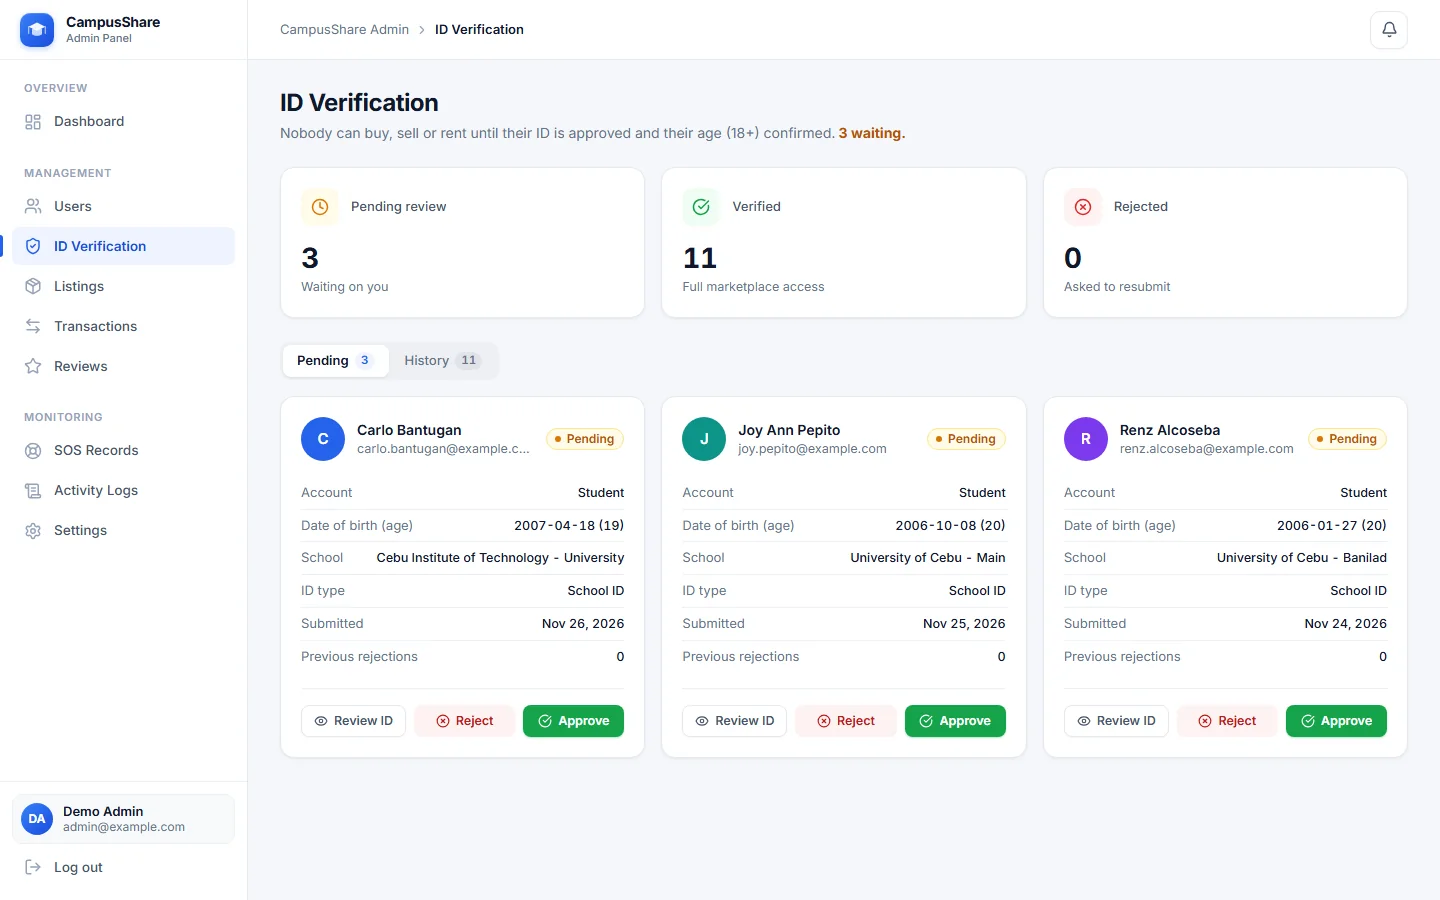 CampusShare
Admin Panel
OVERVIEW
Dashboard
MANAGEMENT
Users
ID Verification
Listings
Transactions
Reviews
MONITORING
SOS Records
Activity Logs
Settings
DA
Demo Admin
admin@example.com
Log out
CampusShare Admin > ID Verification
ID Verification
Nobody can buy, sell or rent until their ID is approved and their age (18+) confirmed. 3 waiting.
Pending review
3
Waiting on you
Verified
11
Full marketplace access
Rejected
0
Asked to resubmit
Pending 3
History 11
C
Carlo Bantugan
carlo.bantugan@example.c...
Pending
Account Student
Date of birth (age) 2007-04-18 (19)
School Cebu Institute of Technology - University
ID type School ID
Submitted Nov 26, 2026
Previous rejections 0
Review ID Reject Approve
J
Joy Ann Pepito
joy.pepito@example.com
Pending
Account Student
Date of birth (age) 2006-10-08 (20)
School University of Cebu - Main
ID type School ID
Submitted Nov 25, 2026
Previous rejections 0
Review ID Reject Approve
R
Renz Alcoseba
renz.alcoseba@example.com
Pending
Account Student
Date of birth (age) 2006-01-27 (20)
School University of Cebu - Banilad
ID type School ID
Submitted Nov 24, 2026
Previous rejections 0
Review ID Reject Approve